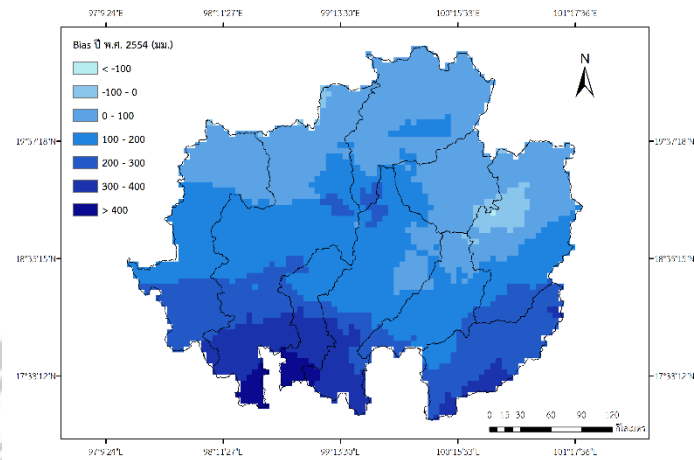 97°9'24"E 98°11'27"E 99°13'30"E 100°15'33"E 101°17'36"E
Bias ปี พ.ศ. 2554 (มม.)
< -100
-100 - 0
0 - 100
100 - 200
200 - 300
300 - 400
> 400
N
19°37'18"N 19°37'18"N
18°35'15"N 18°35'15"N
17°33'12"N 17°33'12"N
0 15 30 60 90 120
กิโลเมตร
97°9'24"E 98°11'27"E 99°13'30"E 100°15'33"E 101°17'36"E